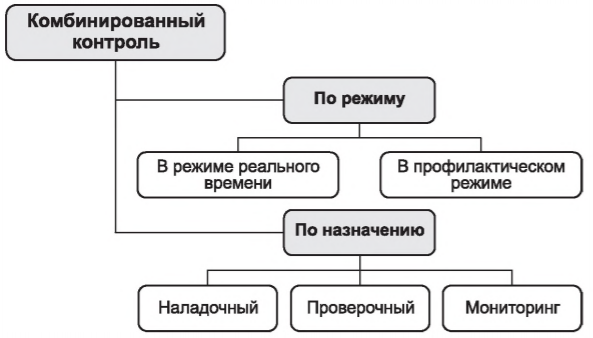 Комбинированный
контроль
По режиму
В режиме реального
времени
В профилактическом
режиме
По назначению
Наладочный
Проверочный
Мониторинг